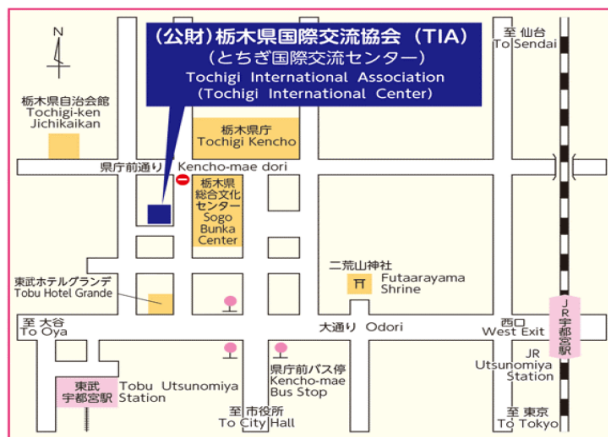 N
(公財)栃木県国際交流協会 (TIA)
(とちぎ国際交流センター)
Tochigi International Association
(Tochigi International Center)
至 仙台
To Sendai
栃木県自治会館
Tochigi-ken
Jichikaikan
栃木県庁
Tochigi Kencho
県庁前通り Kencho-mae dori
栃木県
総合文化
センター
Sogo
Bunka
Center
東武ホテルグランデ
Tobu Hotel Grande
二荒山神社
Futaarayama
Shrine
至 大谷
To Oya
大通り Odori
西口
West Exit
JR宇都宮駅
JR
Utsunomiya
Station
東武
宇都宮駅
Tobu Utsunomiya
Station
県庁前バス停
Kencho-mae
Bus Stop
至 市役所
To City Hall
至 東京
To Tokyo